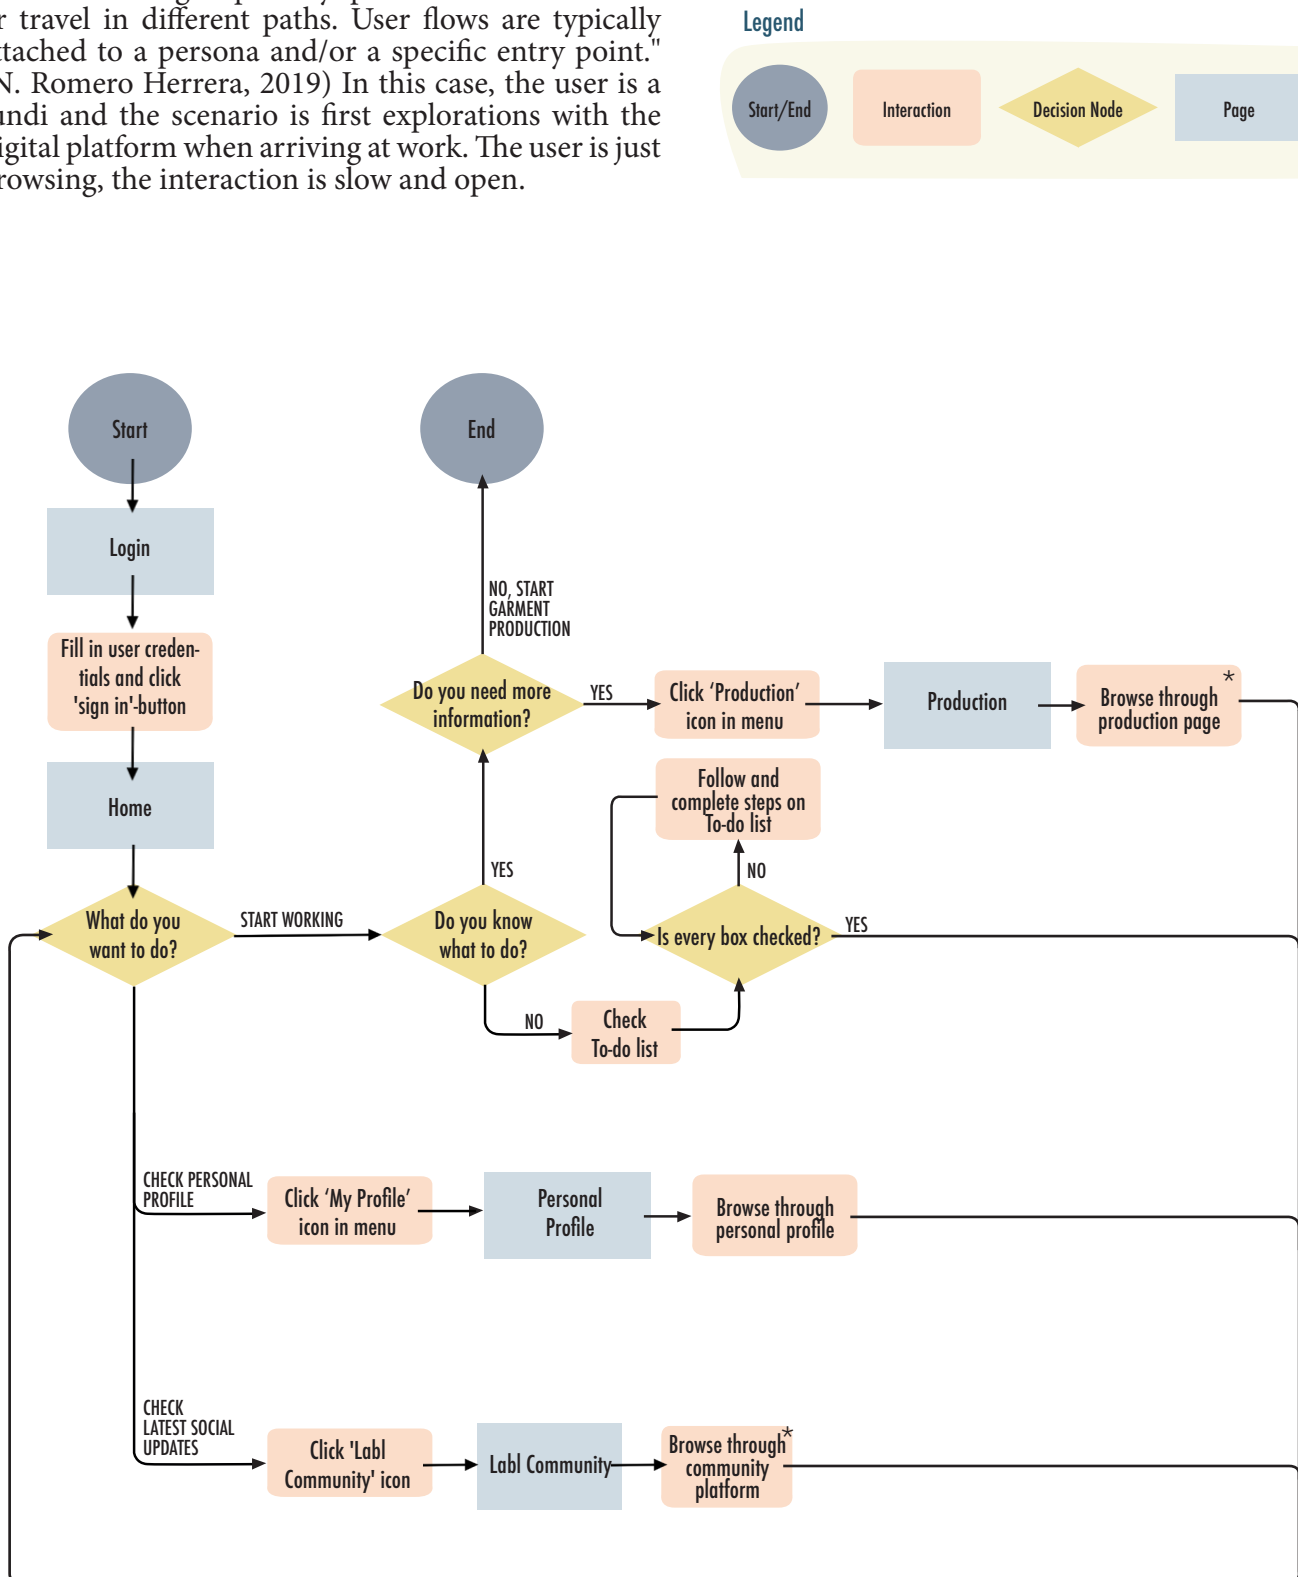 r travel in different paths. User flows are typically
ttached to a persona and/or a specific entry point."
N. Romero Herrera, 2019) In this case, the user is a
undi and the scenario is first explorations with the
igital platform when arriving at work. The user is just
rowsing, the interaction is slow and open.
Legend
Start/End
Interaction
Decision Node
Page
Start
End
Login
NO, START
GARMENT
PRODUCTION
Fill in user creden-
tials and click
'sign in'-button
Do you need more
information?
YES
Click ‘Production’
icon in menu
Production
Browse through *
production page
Home
Follow and
complete steps on
To-do list
YES
NO
What do you
want to do?
START WORKING
Do you know
what to do?
Is every box checked?
YES
NO
Check
To-do list
CHECK PERSONAL
PROFILE
Click ‘My Profile’
icon in menu
Personal
Profile
Browse through
personal profile
CHECK
LATEST SOCIAL
UPDATES
Click 'Labl
Community' icon
Labl Community
Browse through*
community
platform